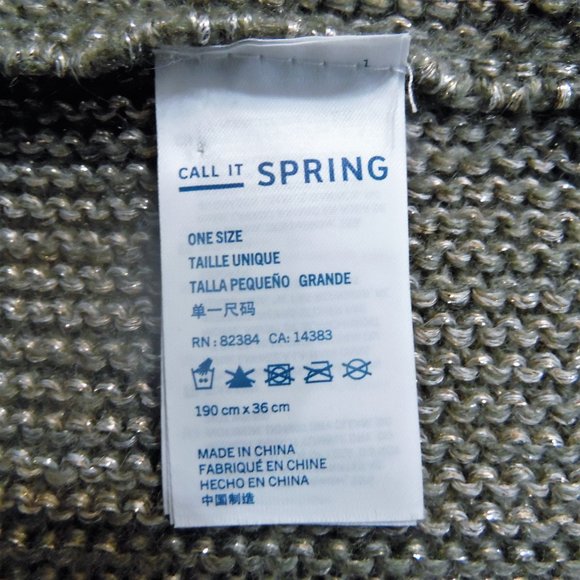 1
CALL IT SPRING
ONE SIZE
TAILLE UNIQUE
TALLA PEQUEÑO GRANDE
单一尺码
RN : 82384 CA: 14383
190 cm x 36 cm
MADE IN CHINA
FABRIQUÉ EN CHINE
HECHO EN CHINA
中国制造